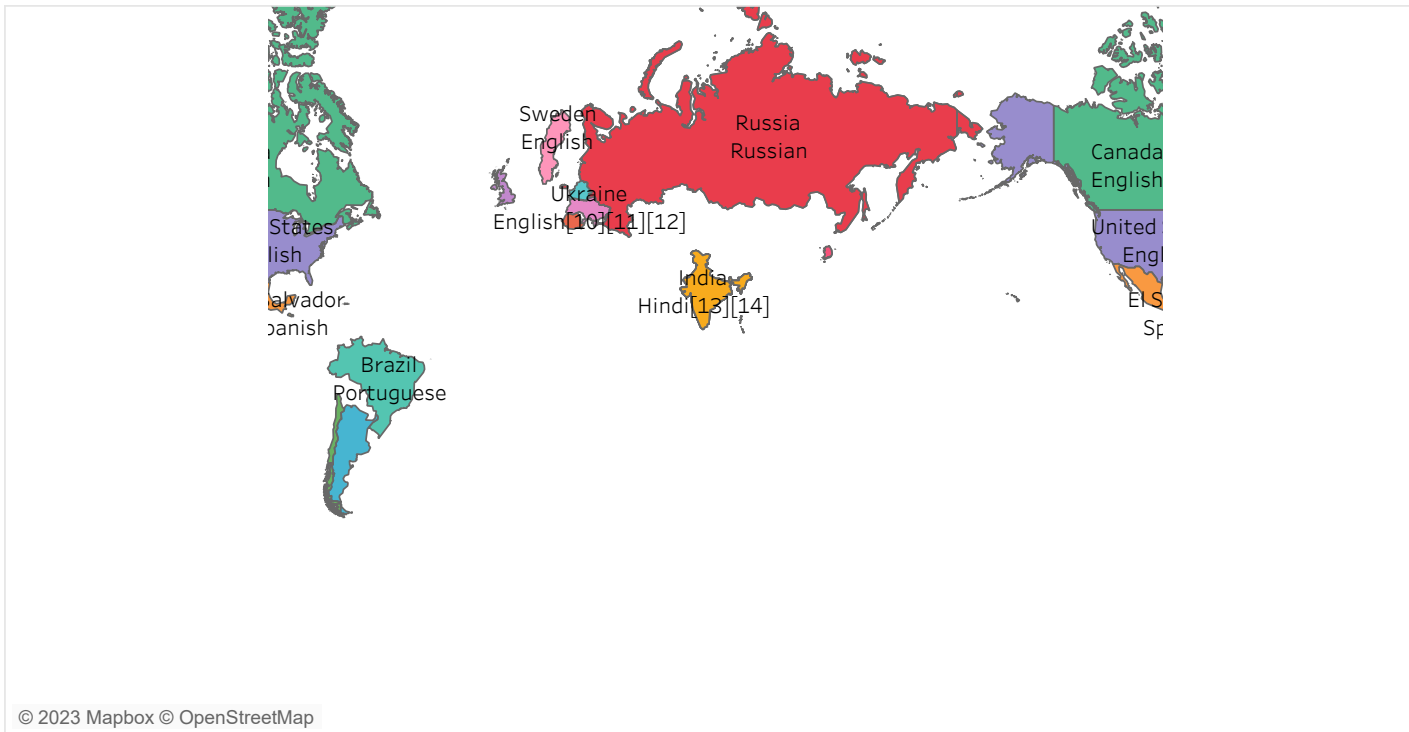 Sweden
English
Russia
Russian
Canada
English
Ukraine
English[10][11][12]
States
lish
United
Engl
India
Hindi[13][14]
alvador
panish
El S
Sp
Brazil
Portuguese
© 2023 Mapbox © OpenStreetMap